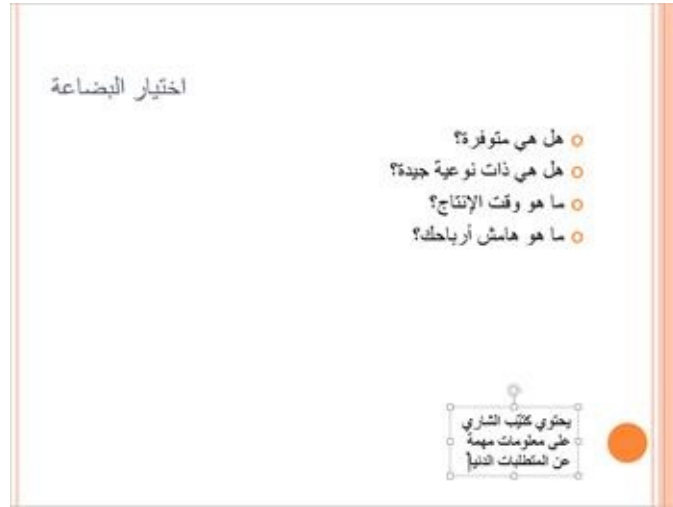 اختيار البضاعة
هل هي متوفرة؟
هل هي ذات نوعية جيدة؟
ما هو وقت الإنتاج؟
ما هو هامش أرباحك؟
يحتوي كتيّب الشاري
على معلومات مهمة
عن المتطلبات الدنيا